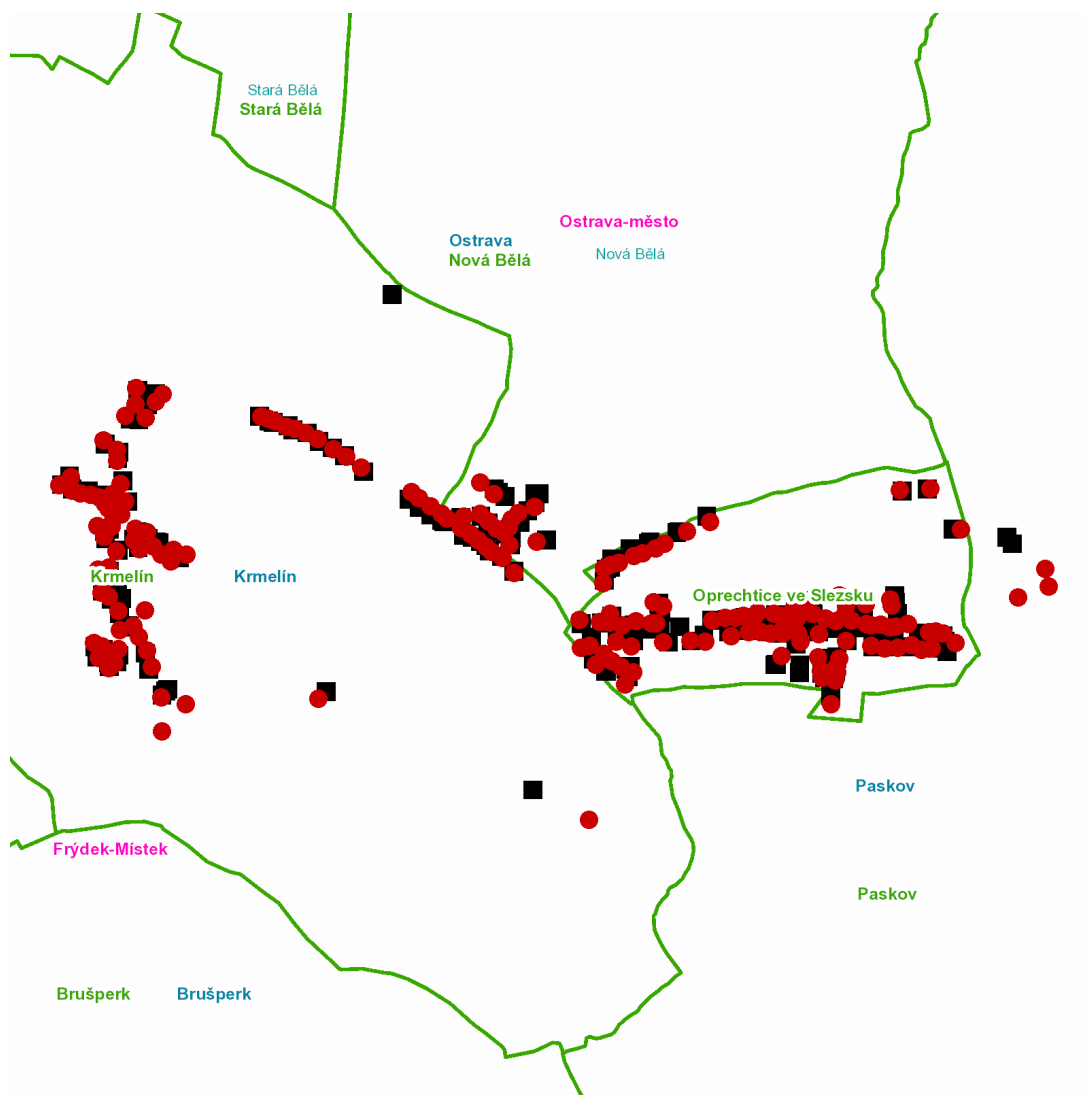 Stará Bělá
Stará Bělá
Ostrava-město
Ostrava
Nová Bělá
Nová Bělá
Krmelín
Krmelín
Oprechtice ve Slezsku
Paskov
Frýdek-Místek
Paskov
Brušperk
Brušperk